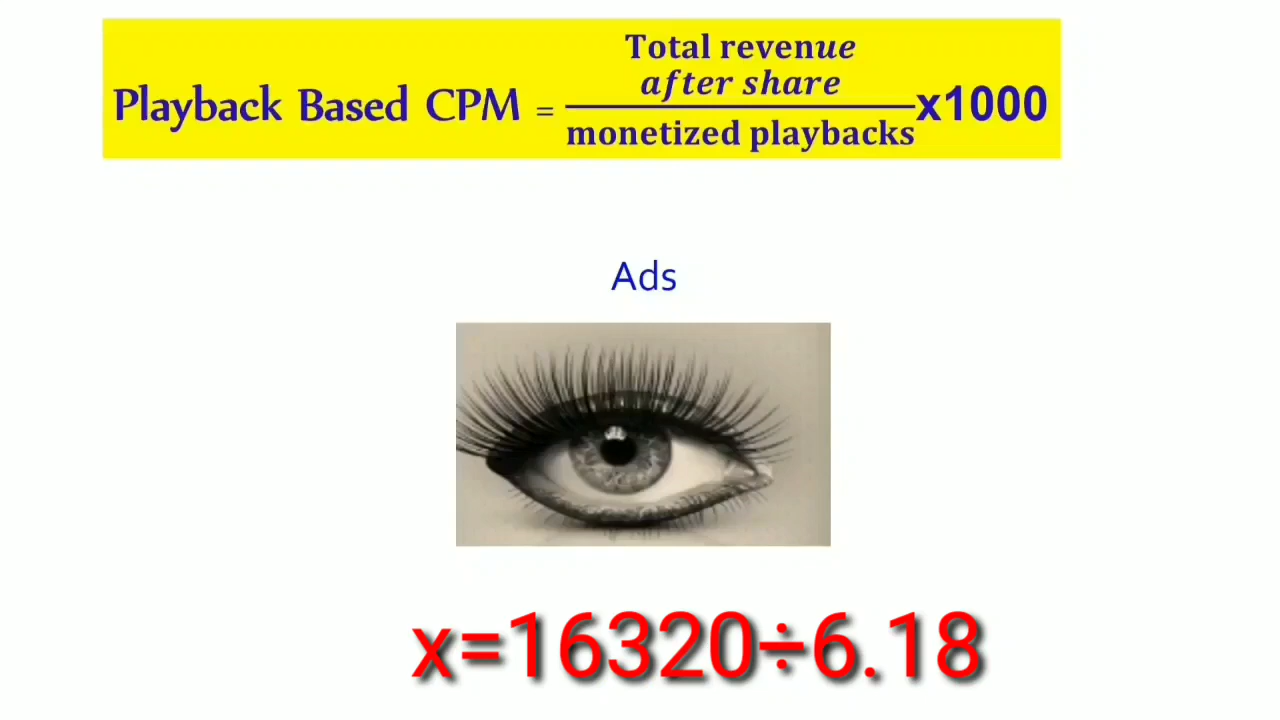 Total revenue
after share
Playback Based CPM = x1000
monetized playbacks
Ads
x=16320÷6.18